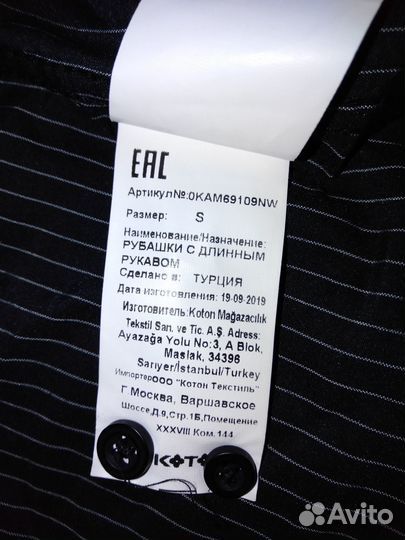 EAC
Артикул№:0KAM69109NW
Размер: S
Наименование/Назначение:
РУБАШКИ С ДЛИННЫМ
РУКАВОМ
Сделано в: ТУРЦИЯ
Дата изготовления: 19-09-2019
Изготовитель:Koton Mağazacılık
Tekstil San. ve Tic. A.Ş. Adress:
Ayazağa Yolu No:3, A Blok,
Maslak, 34396
Sarıyer/İstanbul/Turkey
ИмпортерООО "Котон Текстиль"
Г Москва, Варшавское
Шоссе,Д.9,Стр.1Б,Помещение
XXXVIII Ком.144
Avito